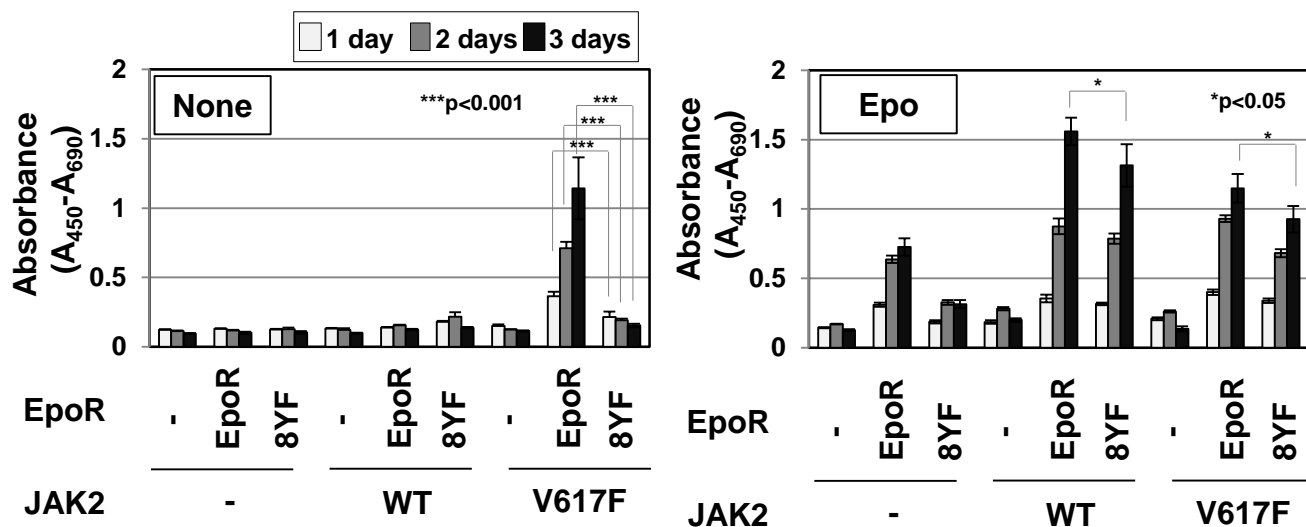 1 day 2 days 3 days
None
***p<0.001
***
***
***
Absorbance
(A450-A690)
2
1.5
1
0.5
0
EpoR
- EpoR 8YF - EpoR 8YF - EpoR 8YF
JAK2
- WT V617F
Epo
*p<0.05
*
*
Absorbance
(A450-A690)
2
1.5
1
0.5
0
EpoR
- EpoR 8YF - EpoR 8YF - EpoR 8YF
JAK2
- WT V617F